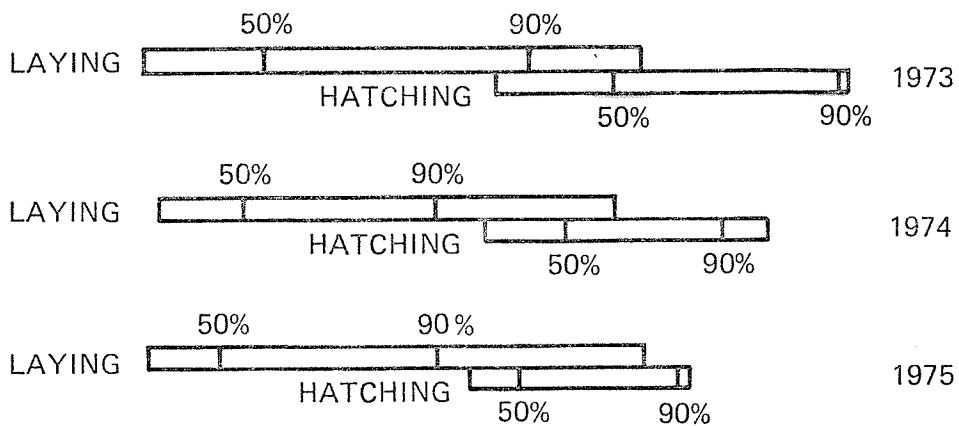 50% 90%
LAYING
HATCHING 1973
50% 90%
50% 90%
LAYING
HATCHING 1974
50% 90%
50% 90%
LAYING
HATCHING 1975
50% 90%